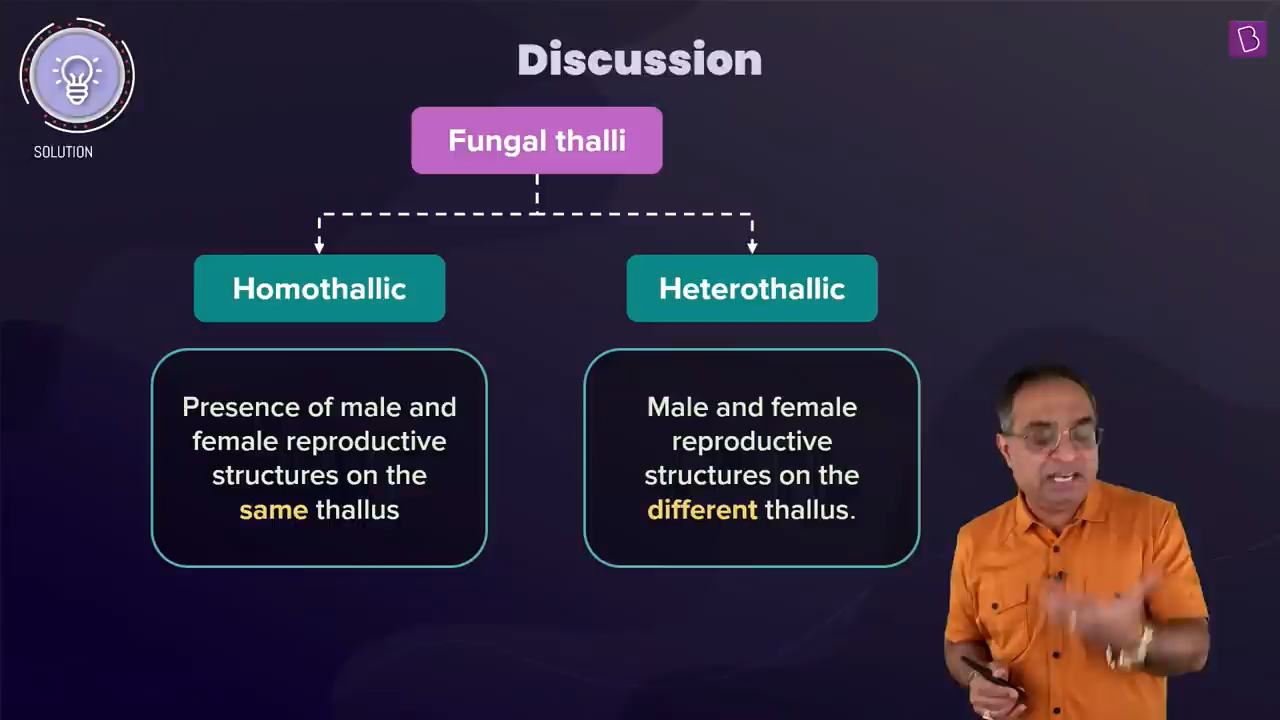 Discussion
SOLUTION
Fungal thalli
Homothallic
Heterothallic
Presence of male and
female reproductive
structures on the
same thallus
Male and female
reproductive
structures on the
different thallus.